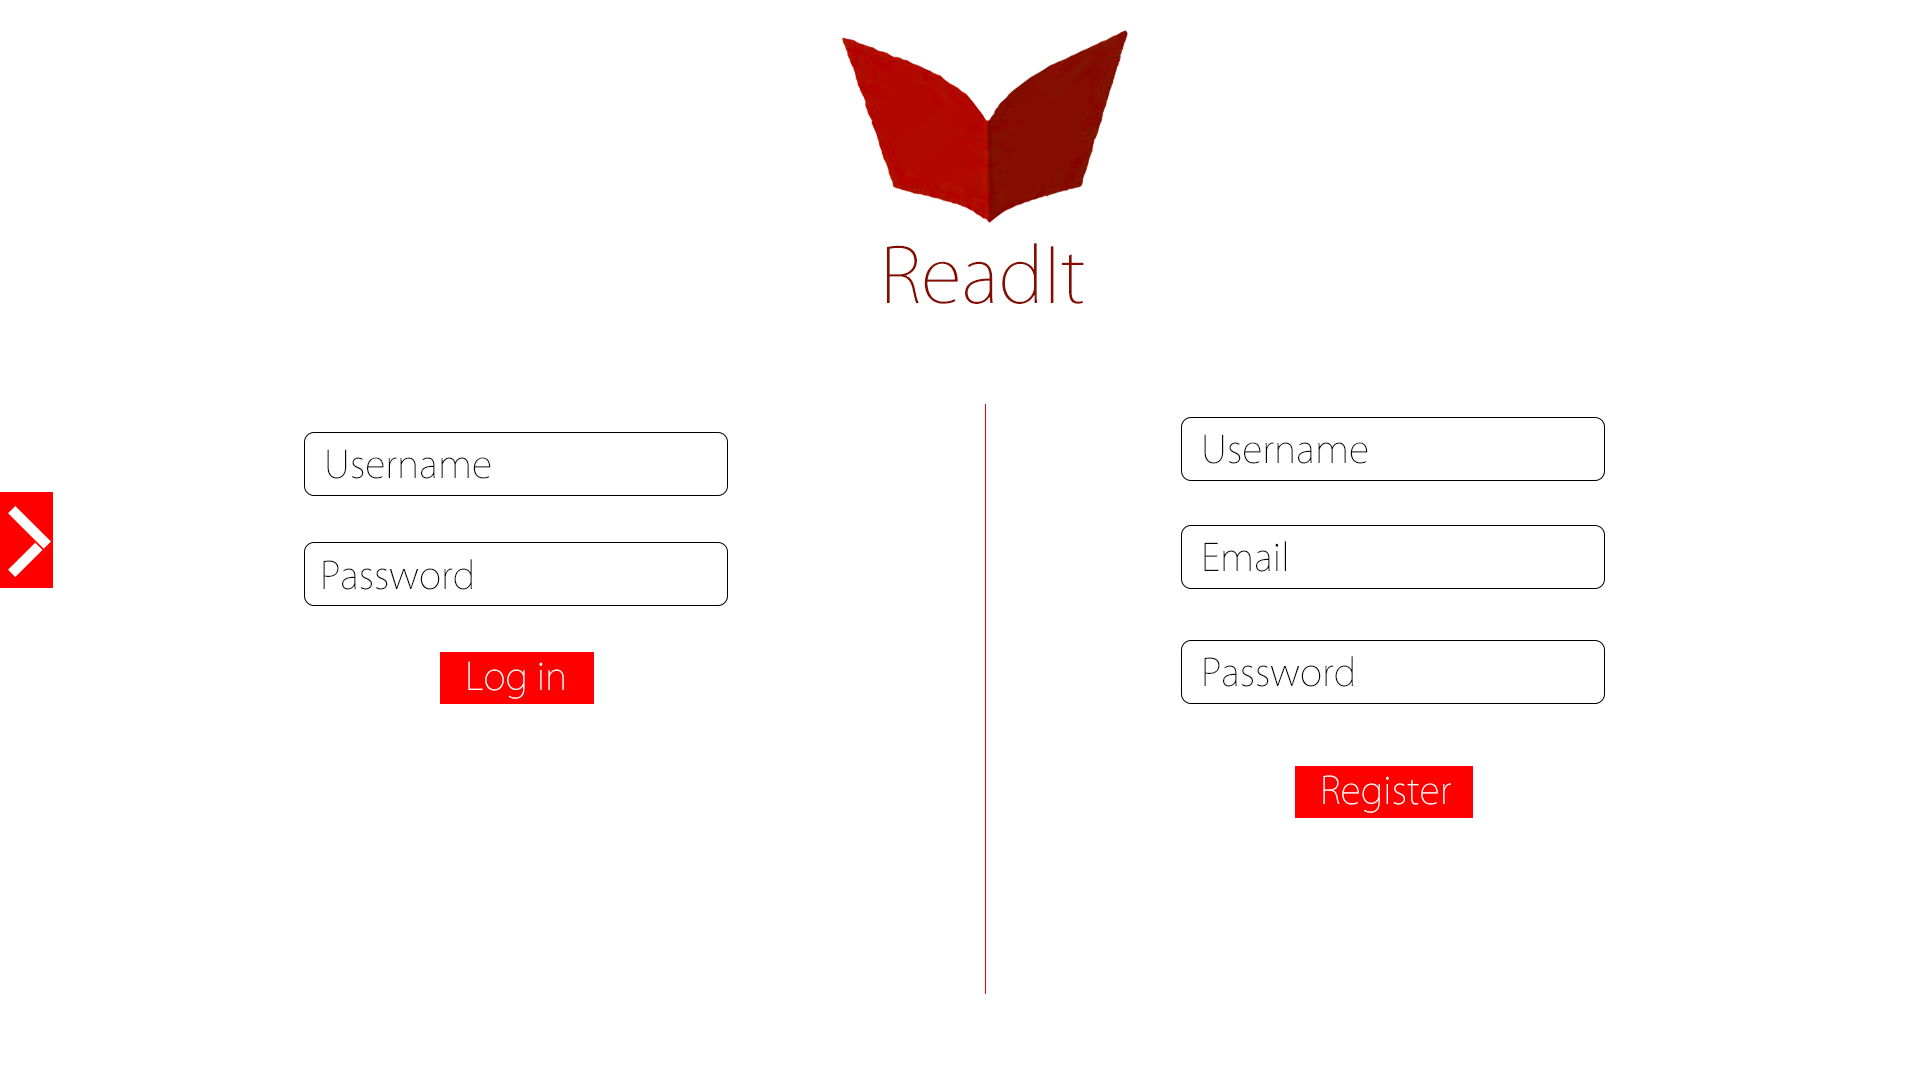 ReadIt
Username
Password
Log in
Username
Email
Password
Register